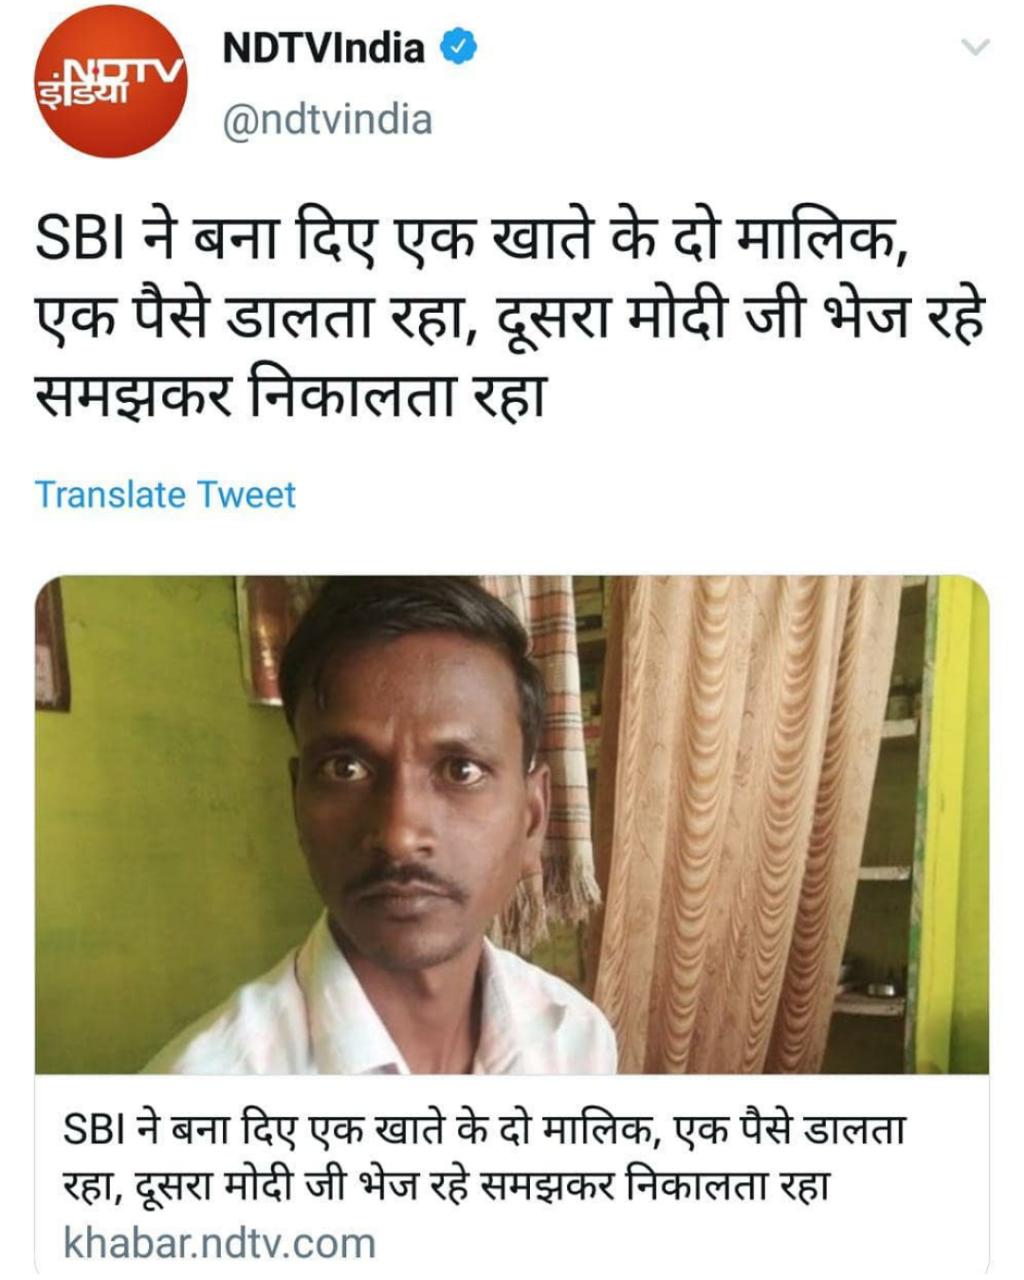 NDTV
इंडिया
NDTVIndia
@ndtvindia
SBI ने बना दिए एक खाते के दो मालिक,
एक पैसे डालता रहा, दूसरा मोदी जी भेज रहे
समझकर निकालता रहा
Translate Tweet
SBI ने बना दिए एक खाते के दो मालिक, एक पैसे डालता
रहा, दूसरा मोदी जी भेज रहे समझकर निकालता रहा
khabar.ndtv.com